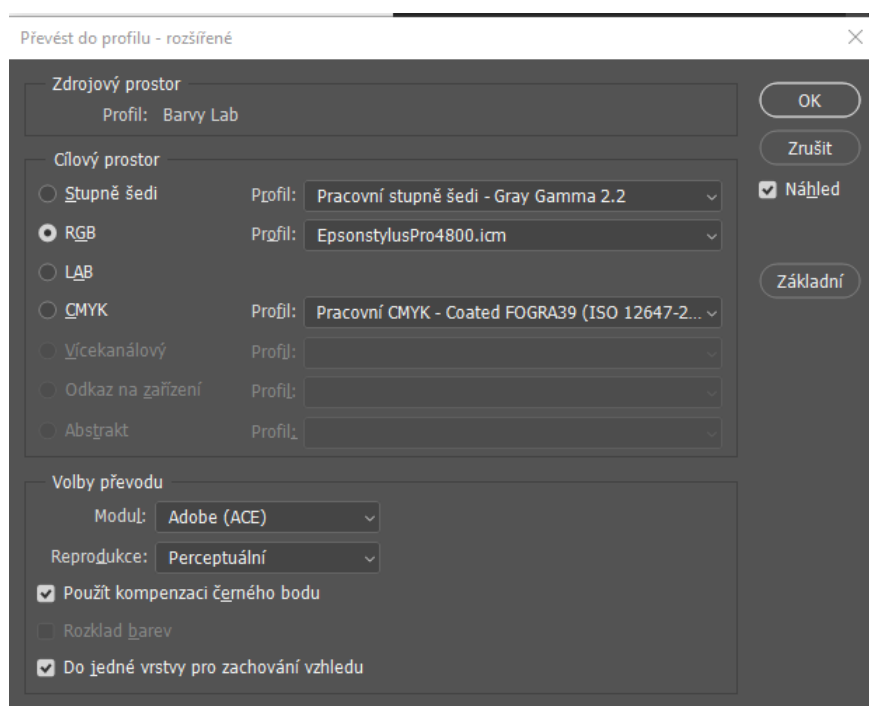 Převést do profilu - rozšířené
Zdrojový prostor
Profil: Barvy Lab
OK
Zrušit
Náhled
Základní
Cílový prostor
Stupně šedi Profil: Pracovní stupně šedi - Gray Gamma 2.2
RGB Profil: EpsonstylusPro4800.icm
LAB
CMYK Profil: Pracovní CMYK - Coated FOGRA39 (ISO 12647-2...
Vícekanálový Profil:
Odkaz na zařízení Profil:
Abstrakt Profil:
Volby převodu
Modul: Adobe (ACE)
Reprodukce: Perceptuální
Použít kompenzaci černého bodu
Rozklad barev
Do jedné vrstvy pro zachování vzhledu